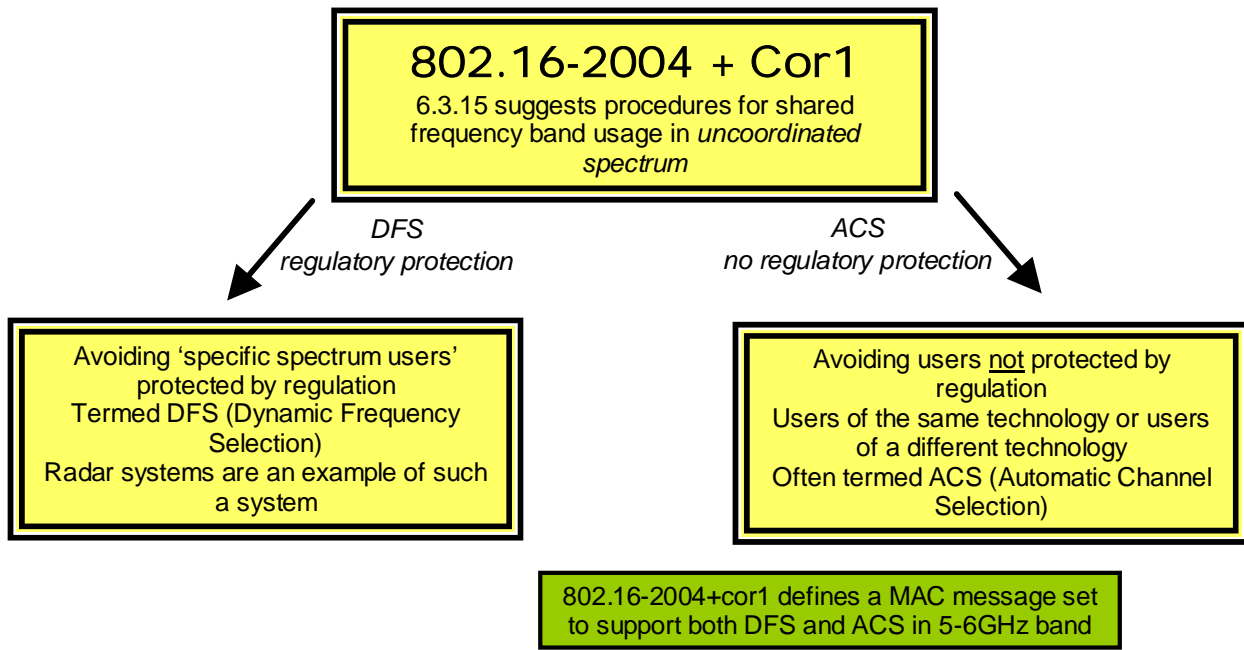 802.16-2004 + Cor1
6.3.15 suggests procedures for shared
frequency band usage in uncoordinated
spectrum
DFS
regulatory protection
ACS
no regulatory protection
Avoiding ‘specific spectrum users’
protected by regulation
Termed DFS (Dynamic Frequency
Selection)
Radar systems are an example of such
a system
Avoiding users not protected by
regulation
Users of the same technology or users
of a different technology
Often termed ACS (Automatic Channel
Selection)
802.16-2004+cor1 defines a MAC message set
to support both DFS and ACS in 5-6GHz band